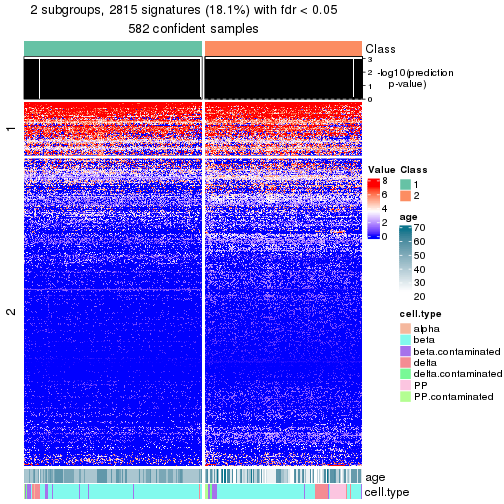 2 subgroups, 2815 signatures (18.1%) with fdr < 0.05
582 confident samples
Class
3
2
1
0
-log10(prediction
p-value)
1
2
Value
8
6
4
2
0
Class
1
2
age
70
60
50
40
30
20
cell.type
alpha
beta
beta.contaminated
delta
delta.contaminated
PP
PP.contaminated
age
cell.type